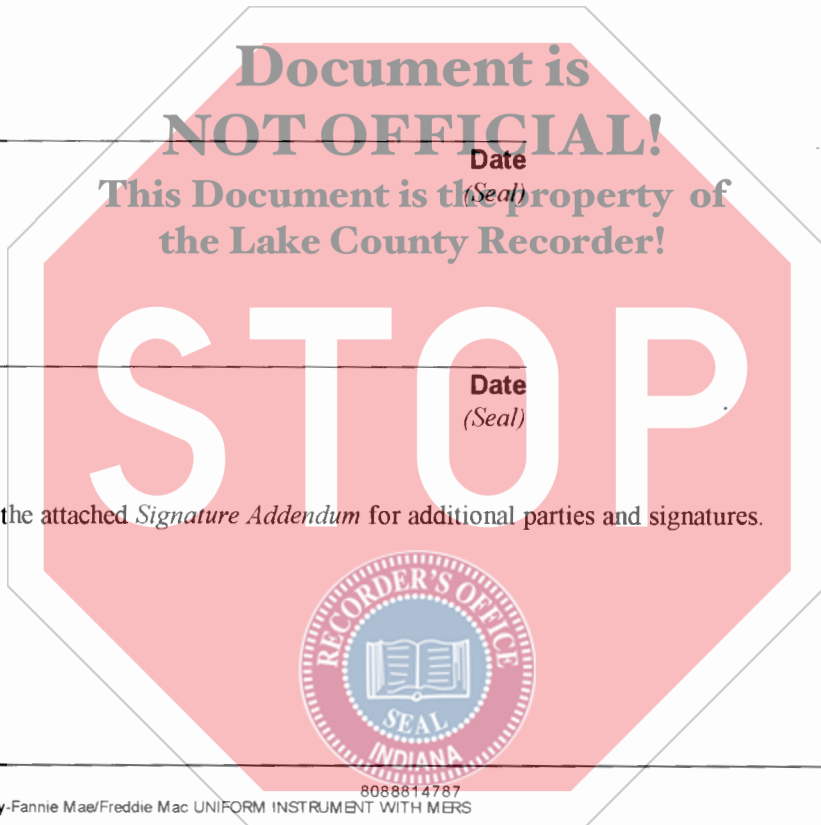 Document is
NOT OFFICIAL!
Date
This Document is the property of
(Seal)
the Lake County Recorder!
STOP
Date
(Seal)
the attached Signature Addendum for additional parties and signatures.
RECORDER'S OFFICE
SEAL
INDIANA
8088814787
y-Fannie Mae/Freddie Mac UNIFORM INSTRUMENT WITH MERS